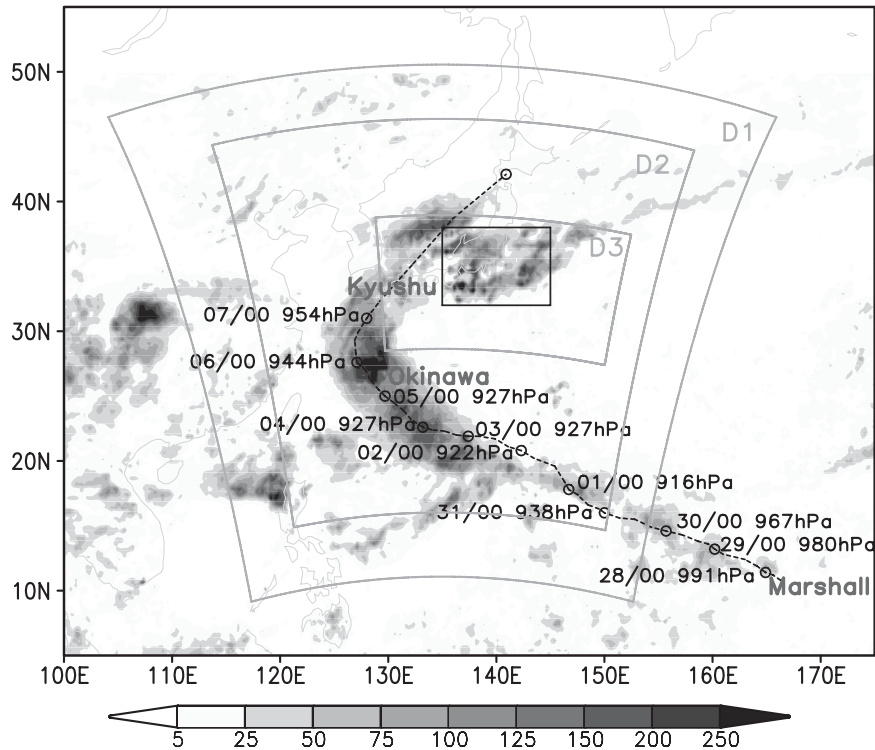 50N
D1
D2
40N
D3
Kyushu
07/00 954hPa
30N
06/00 944hPa
Okinawa
05/00 927hPa
04/00 927hPa
03/00 927hPa
02/00 922hPa
20N
01/00 916hPa
31/00 938hPa
30/00 967hPa
29/00 980hPa
28/00 991hPa
Marshall
10N
100E 110E 120E 130E 140E 150E 160E 170E
5 25 50 75 100 125 150 200 250